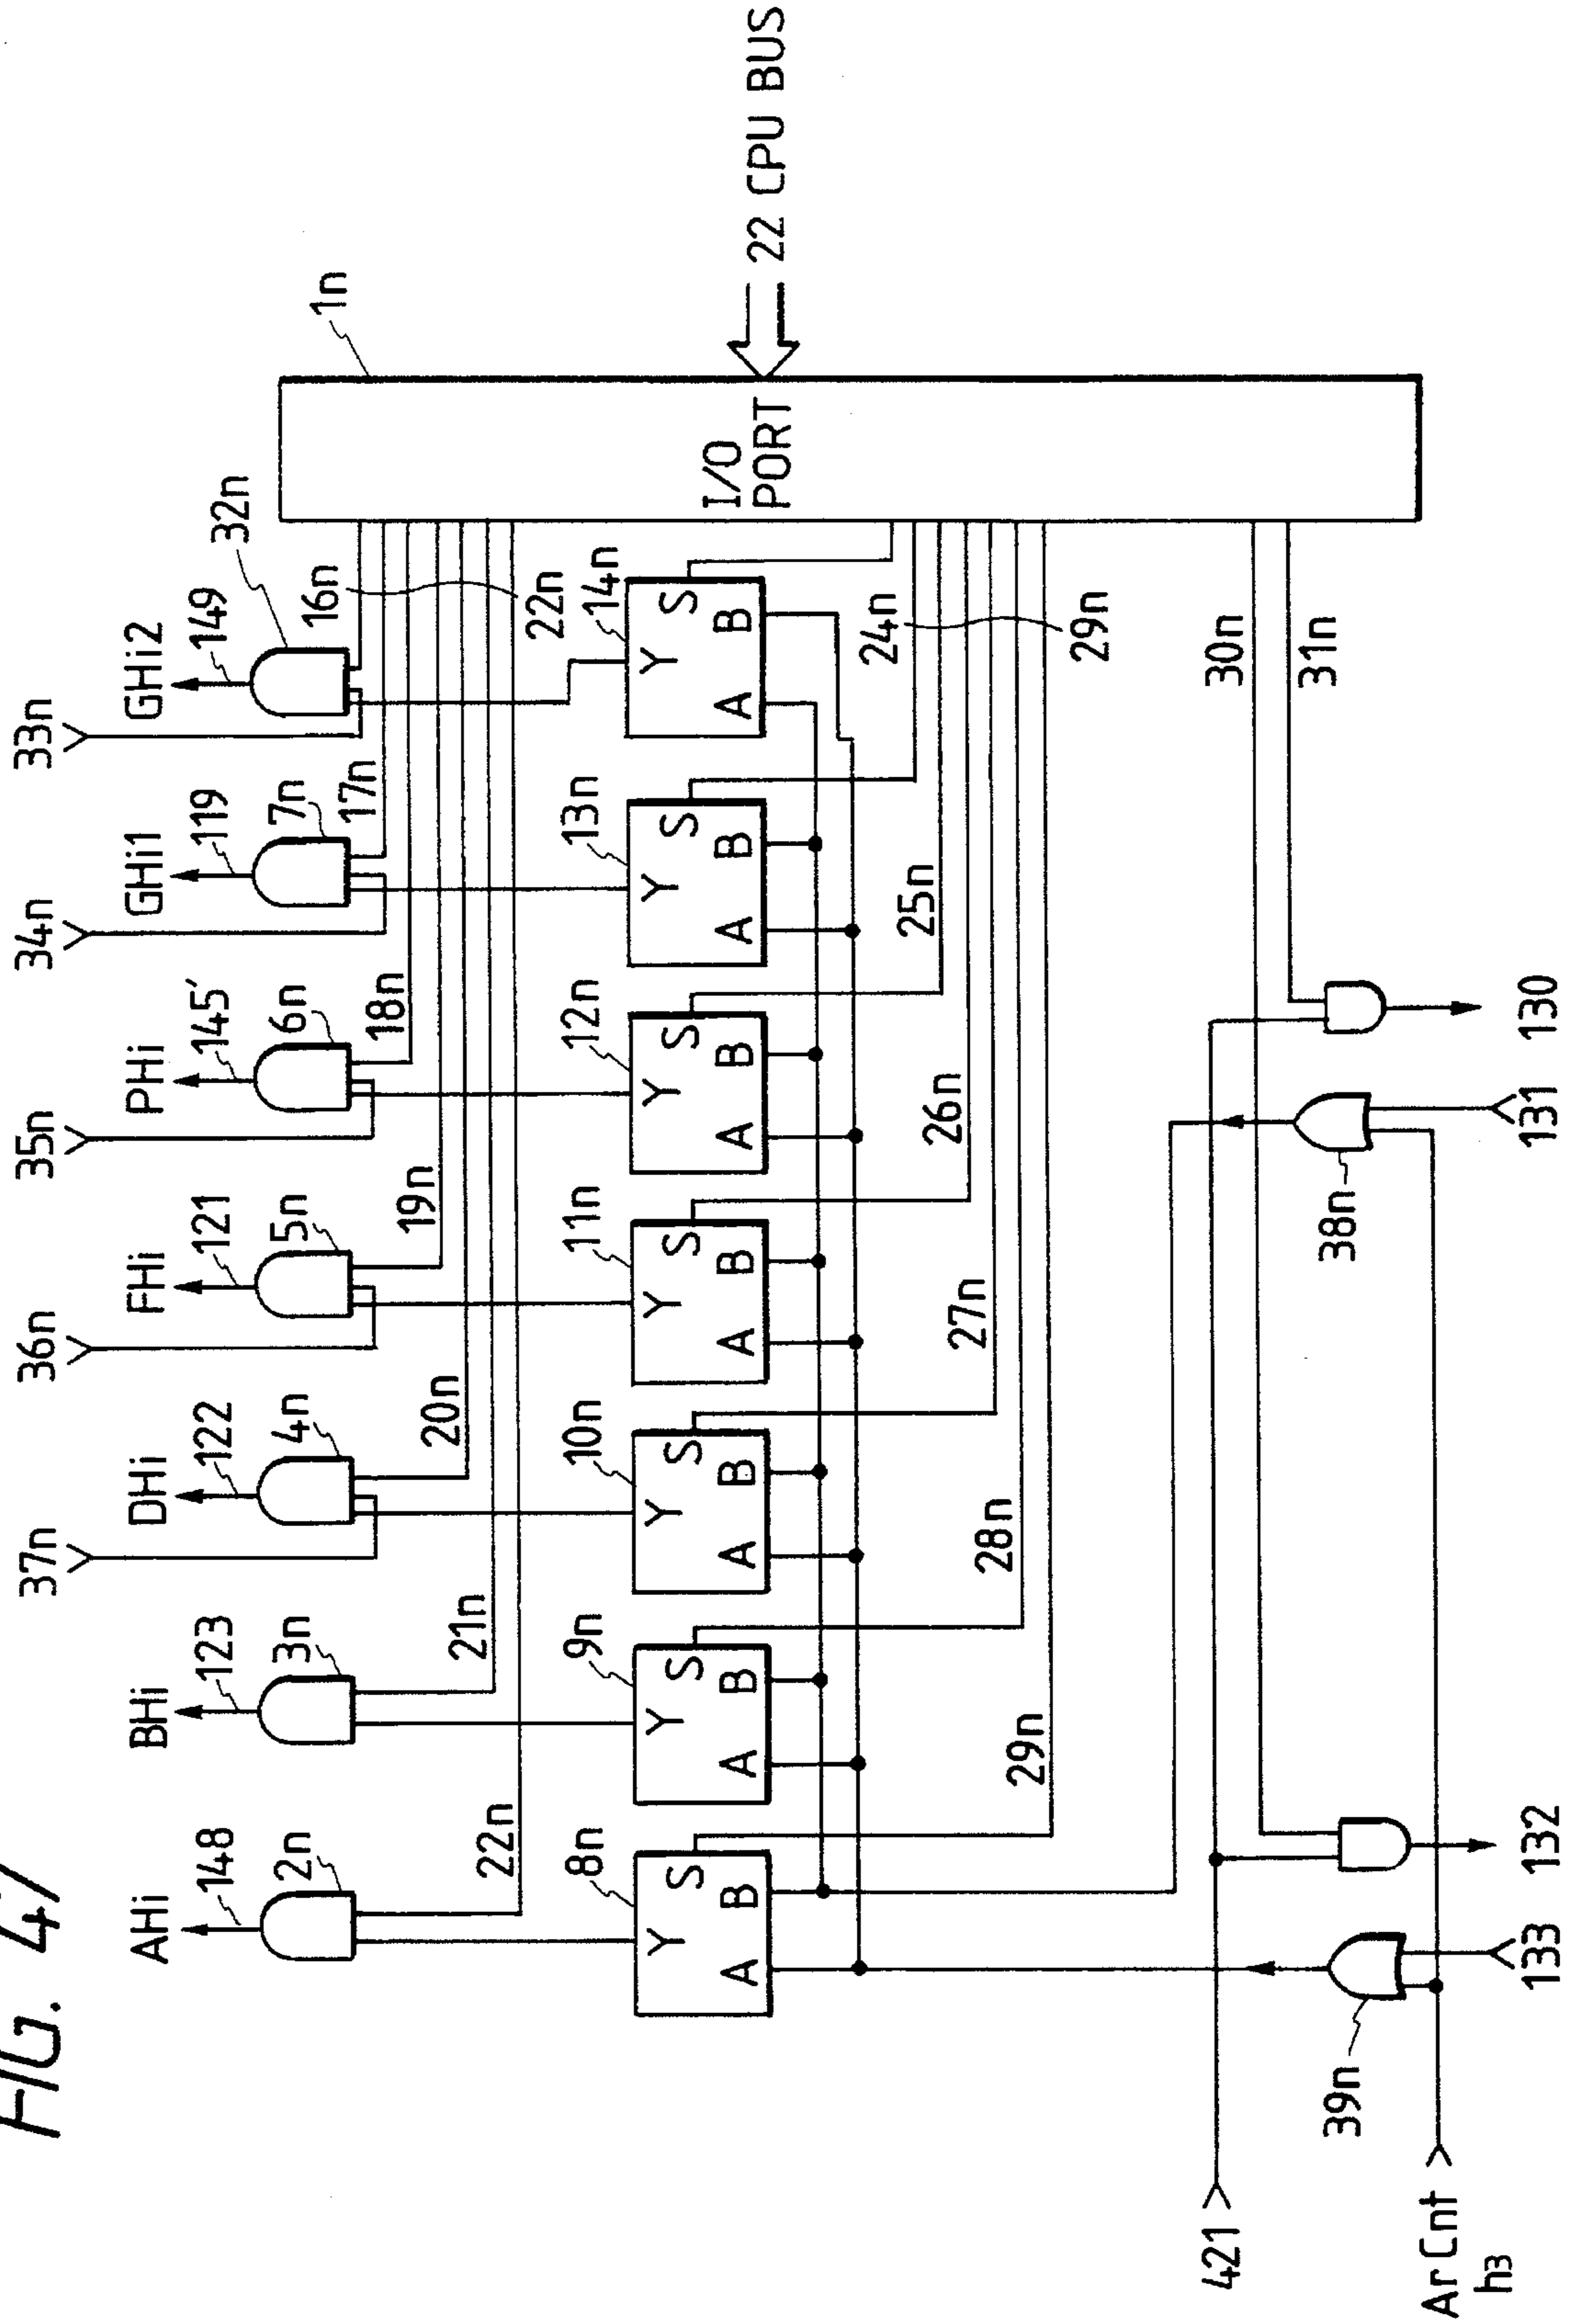 FIG. 47
37n 36n 35n 34n 33n
AHi BHi DHi FHi PHi GHi1 GHi2
148 123 122 121 145' 119 149
2n 3n 4n 5n 6n 7n 32n
1n
16n
17n
18n
19n
20n
21n
22n
22n
8n 9n 10n 11n 12n 13n 14n
Y S Y S Y S Y S Y S Y S Y S
A B A B A B A B A B A B A B
I/O
PORT
22 CPU BUS
24n
25n
26n
27n
28n
29n
29n
421
30n
31n
39n 38n
ArCnt
h3
133 132 131 130